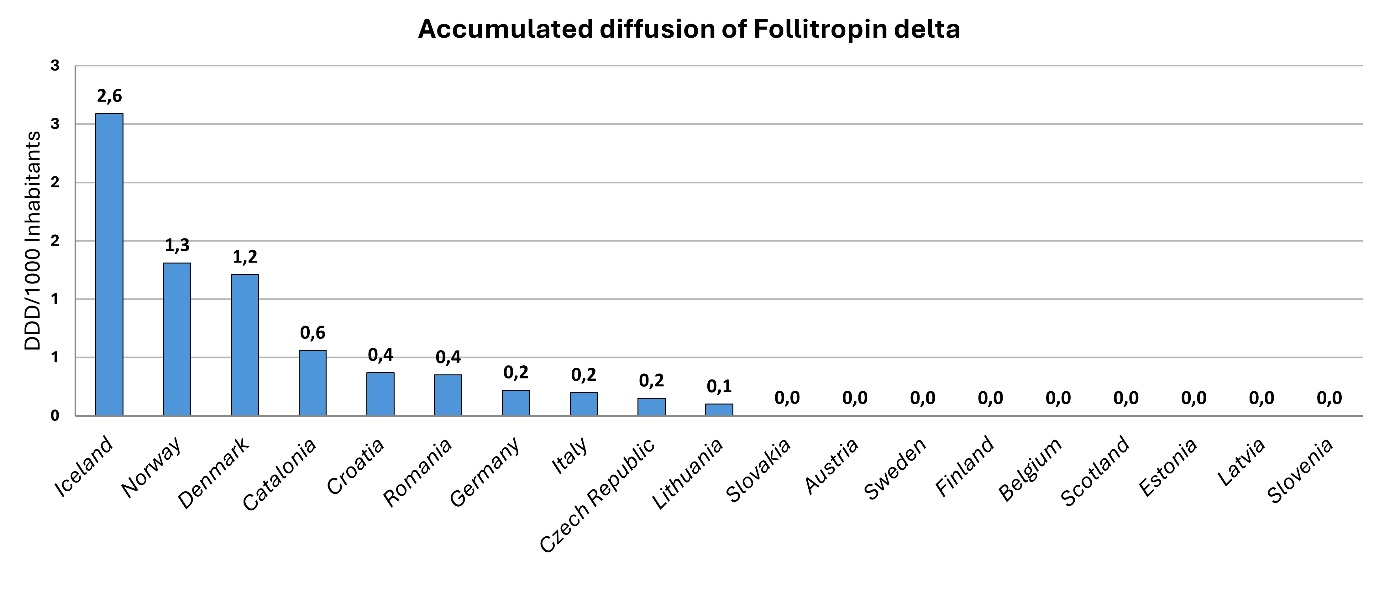 Accumulated diffusion of Follitropin delta
DDD/1000 Inhabitants
3
3
2
2
1
1
0
2,6
1,3
1,2
0,6
0,4
0,4
0,2
0,2
0,2
0,1
0,0
0,0
0,0
0,0
0,0
0,0
0,0
0,0
0,0
Iceland
Norway
Denmark
Catalonia
Croatia
Romania
Germany
Italy
Czech Republic
Lithuania
Slovakia
Austria
Sweden
Finland
Belgium
Scotland
Estonia
Latvia
Slovenia